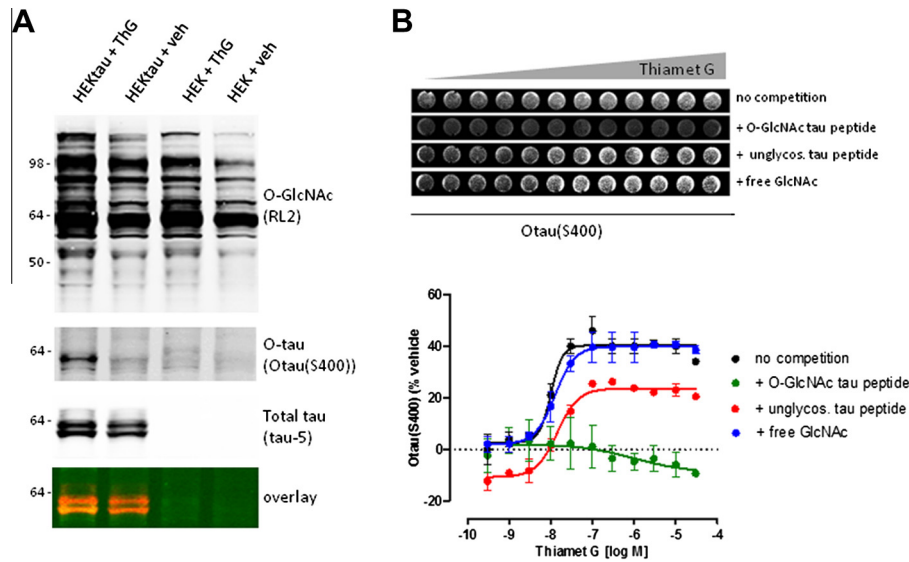 A
HEKtau + ThG
HEKtau + veh
HEK + ThG
HEK + veh
98-
64-
50-
O-GlcNAc
(RL2)
64-
O-tau
(Otau(S400))
64-
Total tau
(tau-5)
64-
overlay
B
Thiamet G
no competition
+ O-GlcNAc tau peptide
+ unglycos. tau peptide
+ free GlcNAc
Otau(S400)
Otau(S400) (% vehicle)
60
40
20
0
-20
-10
-9
-8
-7
-6
-5
-4
Thiamet G [log M]
no competition
+ O-GlcNAc tau peptide
+ unglycos. tau peptide
+ free GlcNAc